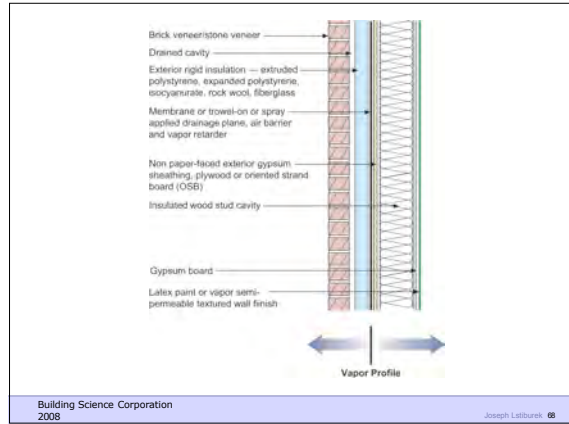 Brick veneer/stone veneer
Drained cavity
Exterior rigid insulation — extruded
polystyrene, expanded polystyrene,
isocyanurate, rock wool, fiberglass
Membrane or trowel-on or spray
applied drainage plane, air barrier
and vapor retarder
Non paper-faced exterior gypsum
sheathing, plywood or oriented strand
board (OSB)
Insulated wood stud cavity
Gypsum board
Latex paint or vapor semi-
permeable textured wall finish
Vapor Profile
Building Science Corporation
2008
Joseph Lstiburek 68